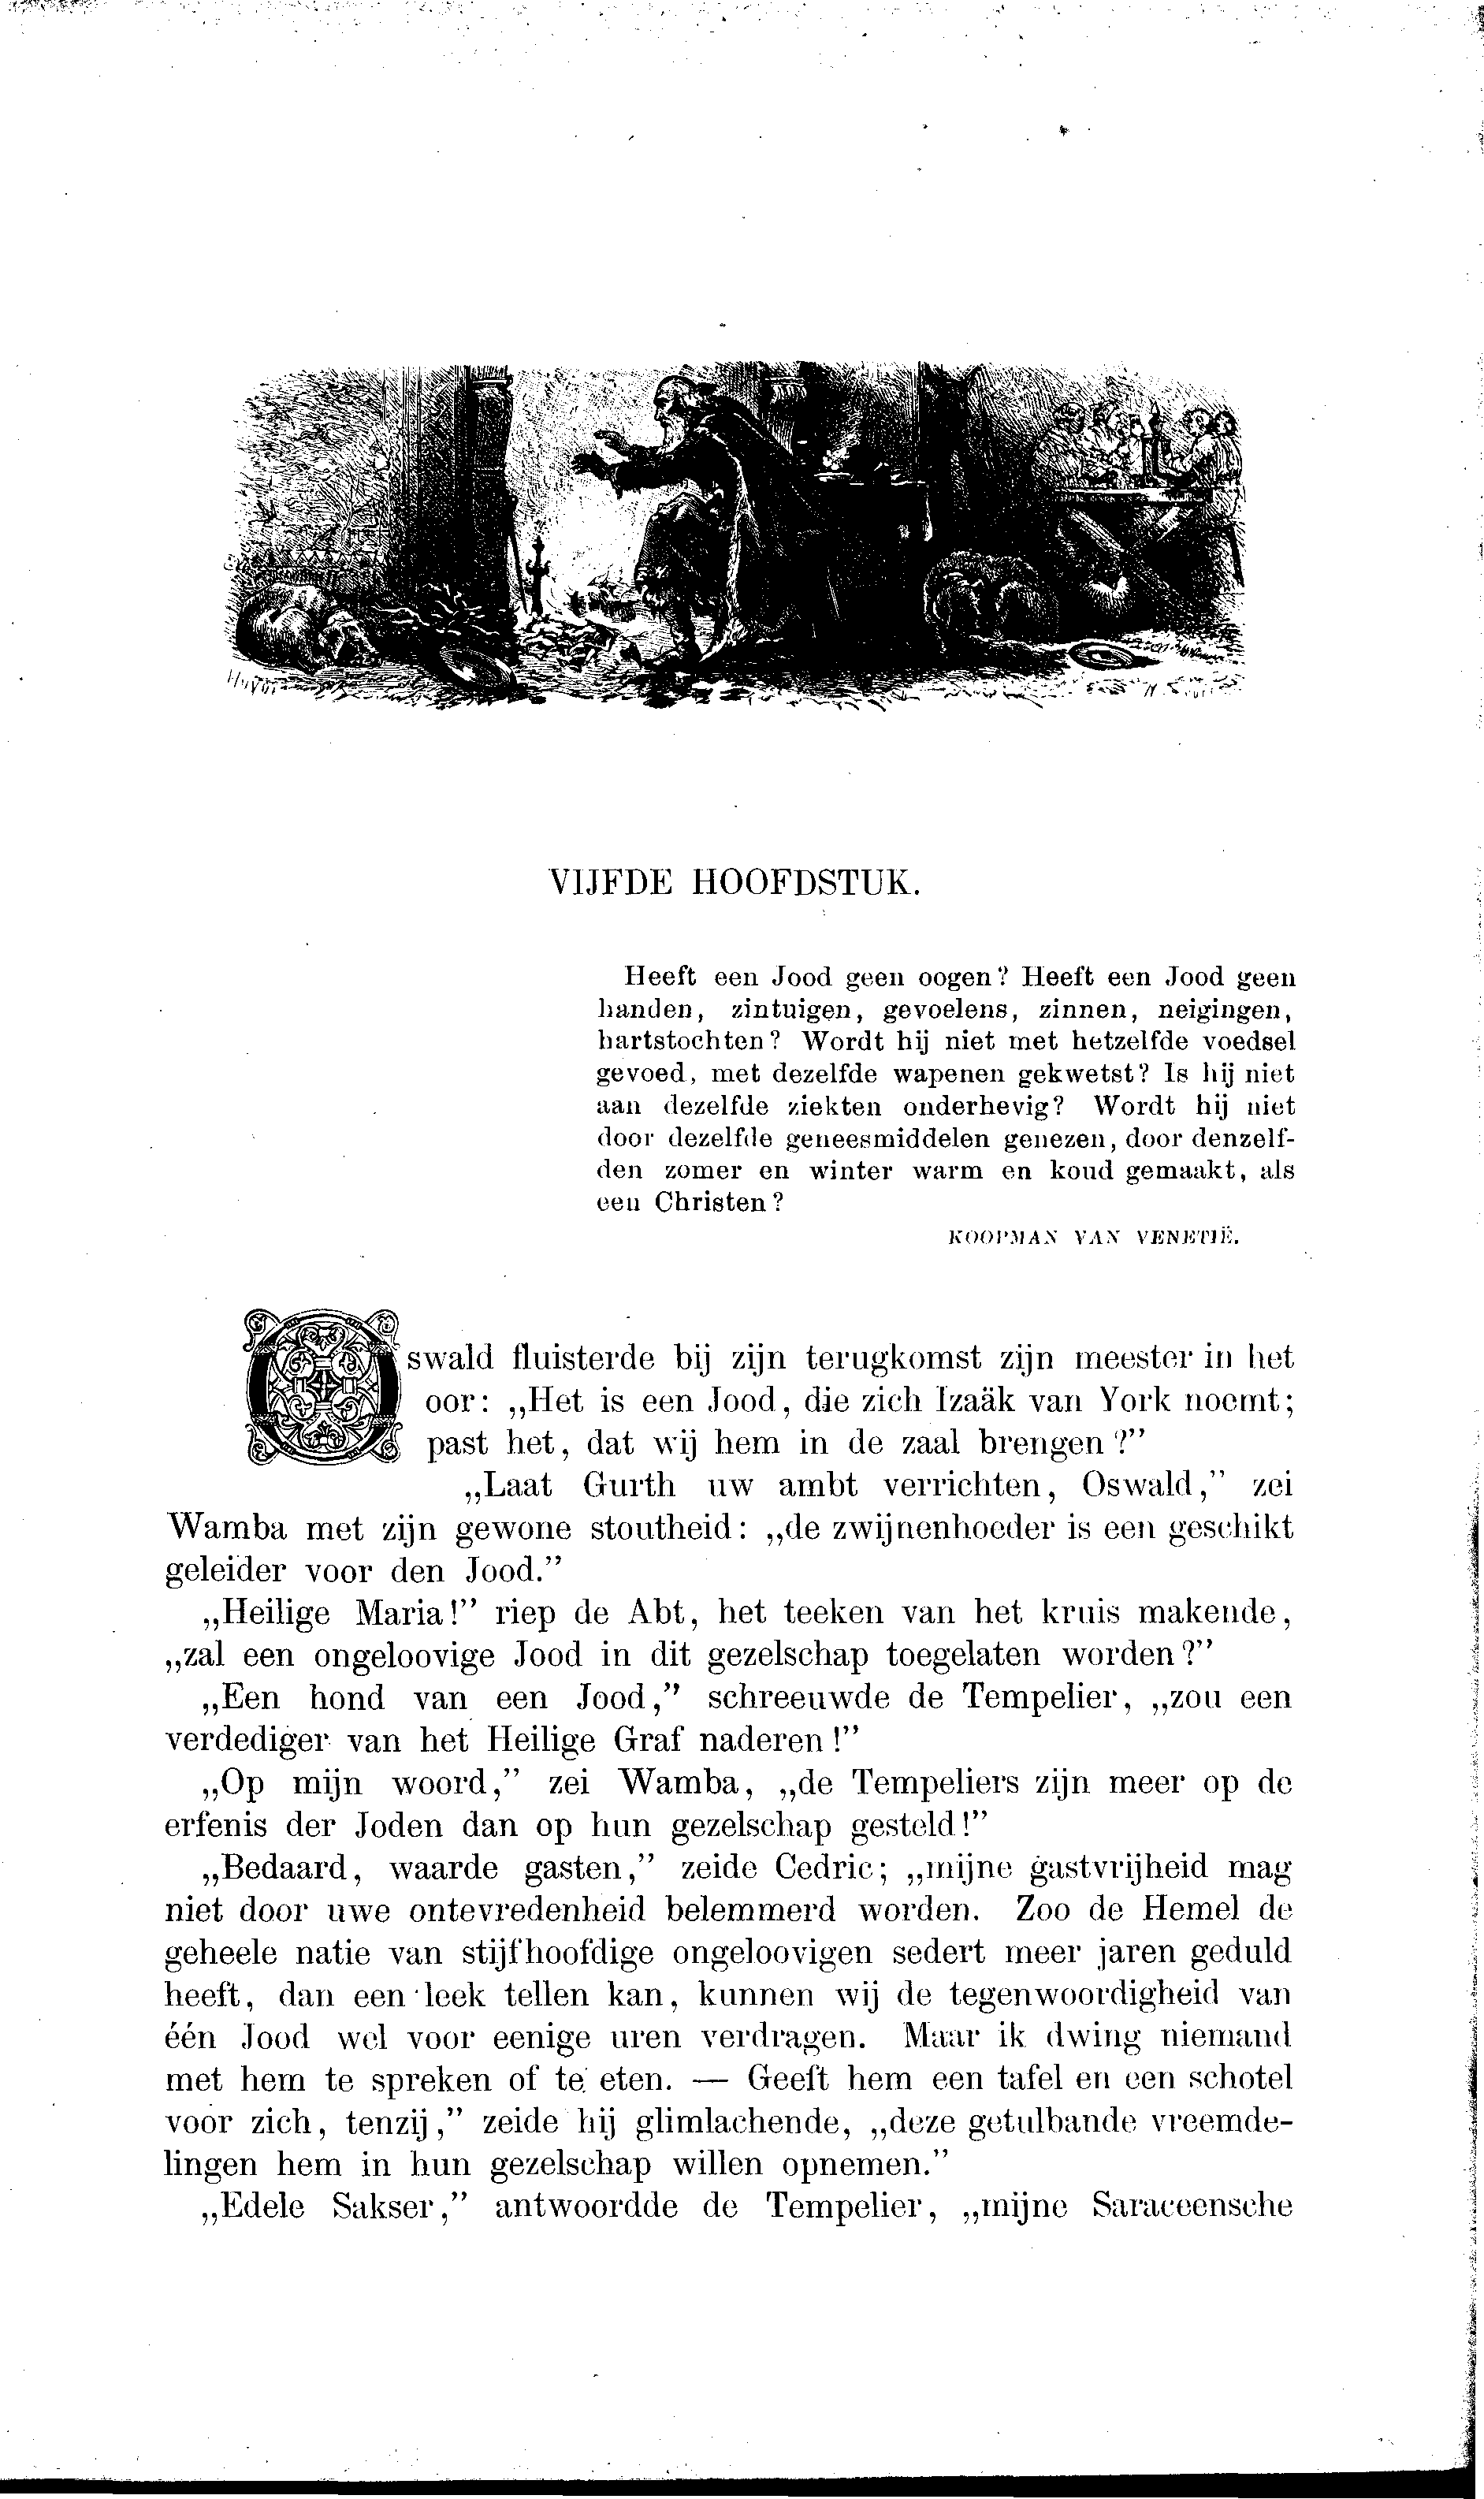 VIJFDE HOOFDSTUK.
Heeft een Jood geen oogen? Heeft een Jood geen
handen, zintuigen, gevoelens, zinnen, neigingen,
hartstochten? Wordt hij niet met hetzelfde voedsel
gevoed, met dezelfde wapenen gekwetst? Is hij niet
aan dezelfde ziekten onderhevig? Wordt hij niet
door dezelfde geneesmiddelen genezen, door denzelf-
den zomer en winter warm en koud gemaakt, als
een Christen?
KOOPMAN VAN VENETIË.
Oswald fluisterde bij zijn terugkomst zijn meester in het
oor: „Het is een Jood, die zich Izaäk van York noemt;
past het, dat wij hem in de zaal brengen?”
„Laat Gurth uw ambt verrichten, Oswald,” zei
Wamba met zijn gewone stoutheid: „de zwijnenhoeder is een geschikt
geleider voor den Jood.”
„Heilige Maria!” riep de Abt, het teeken van het kruis makende,
„zal een ongeloovige Jood in dit gezelschap toegelaten worden?”
„Een hond van een Jood,” schreeuwde de Tempelier, „zou een
verdediger van het Heilige Graf naderen!”
„Op mijn woord,” zei Wamba, „de Tempeliers zijn meer op de
erfenis der Joden dan op hun gezelschap gesteld!”
„Bedaard, waarde gasten,” zeide Cedric; „mijne gastvrijheid mag
niet door uwe ontevredenheid belemmerd worden. Zoo de Hemel de
geheele natie van stijfhoofdige ongeloovigen sedert meer jaren geduld
heeft, dan een leek tellen kan, kunnen wij de tegenwoordigheid van
één Jood wel voor eenige uren verdragen. Maar ik dwing niemand
met hem te spreken of te eten. — Geeft hem een tafel en een schotel
voor zich, tenzij,” zeide hij glimlachende, „deze getulbande vreemde-
lingen hem in hun gezelschap willen opnemen.”
„Edele Sakser,” antwoordde de Tempelier, „mijne Saraceensche